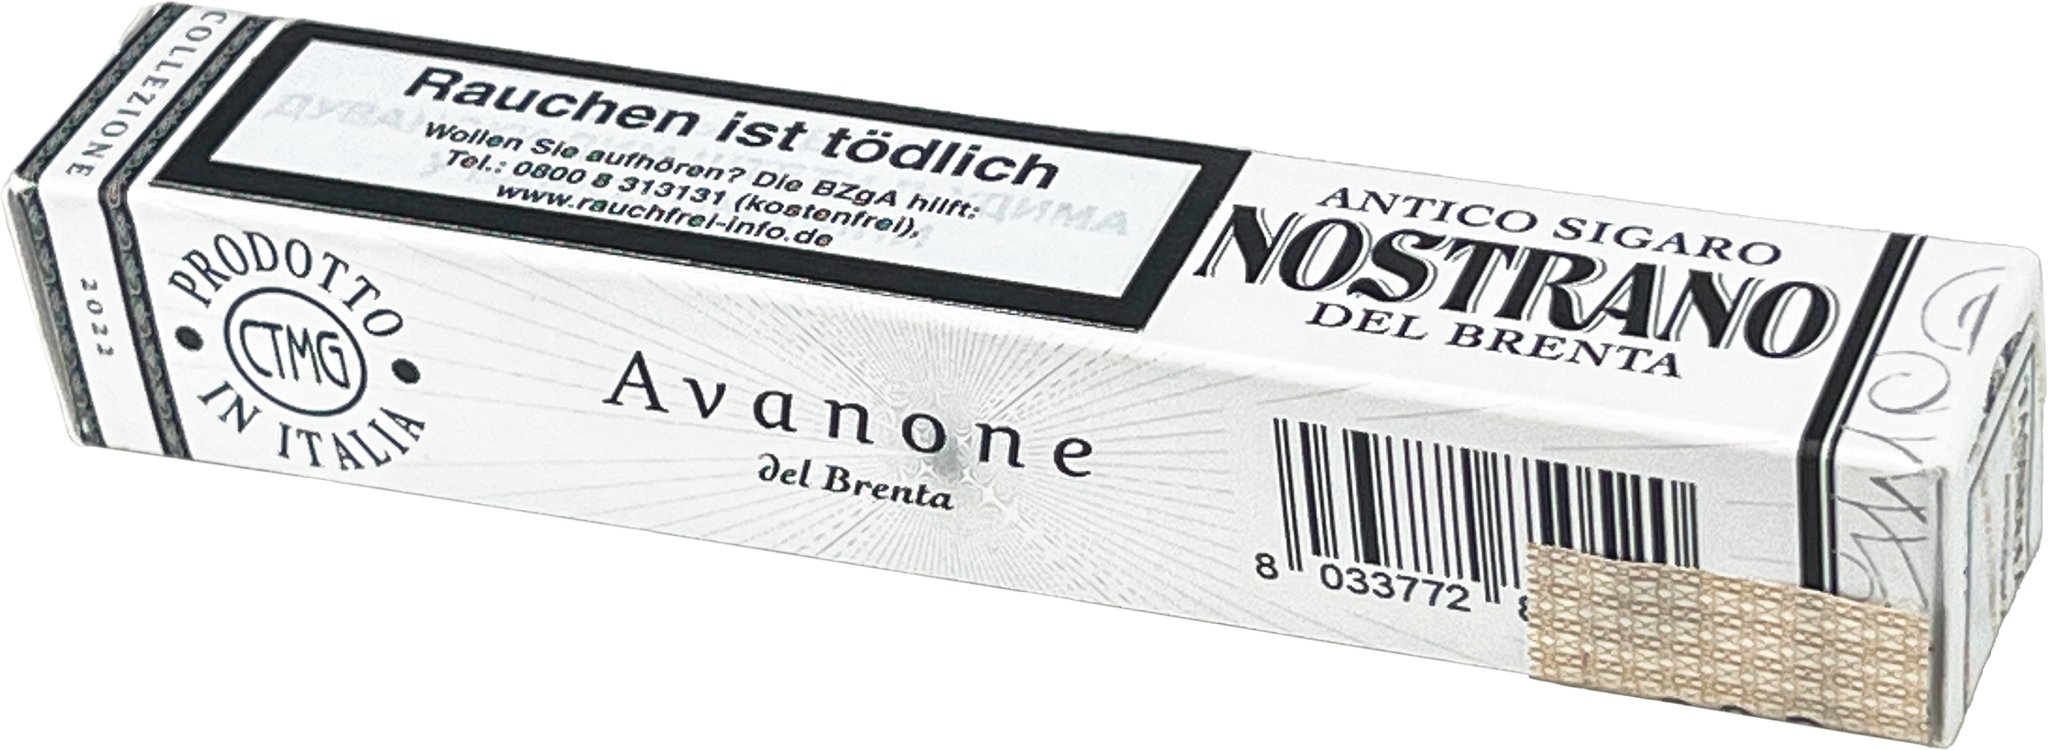 COLLEZIONE
2022
Rauchen ist tödlich
Wollen Sie aufhören? Die BZgA hilft:
Tel.: 0800 8 313131 (kostenfrei),
www.rauchfrei-info.de
ANTICO SIGARO
NOSTRANO
DEL BRENTA
PRODOTTO
CTMG
IN ITALIA
Avanone
del Brenta
8 033772